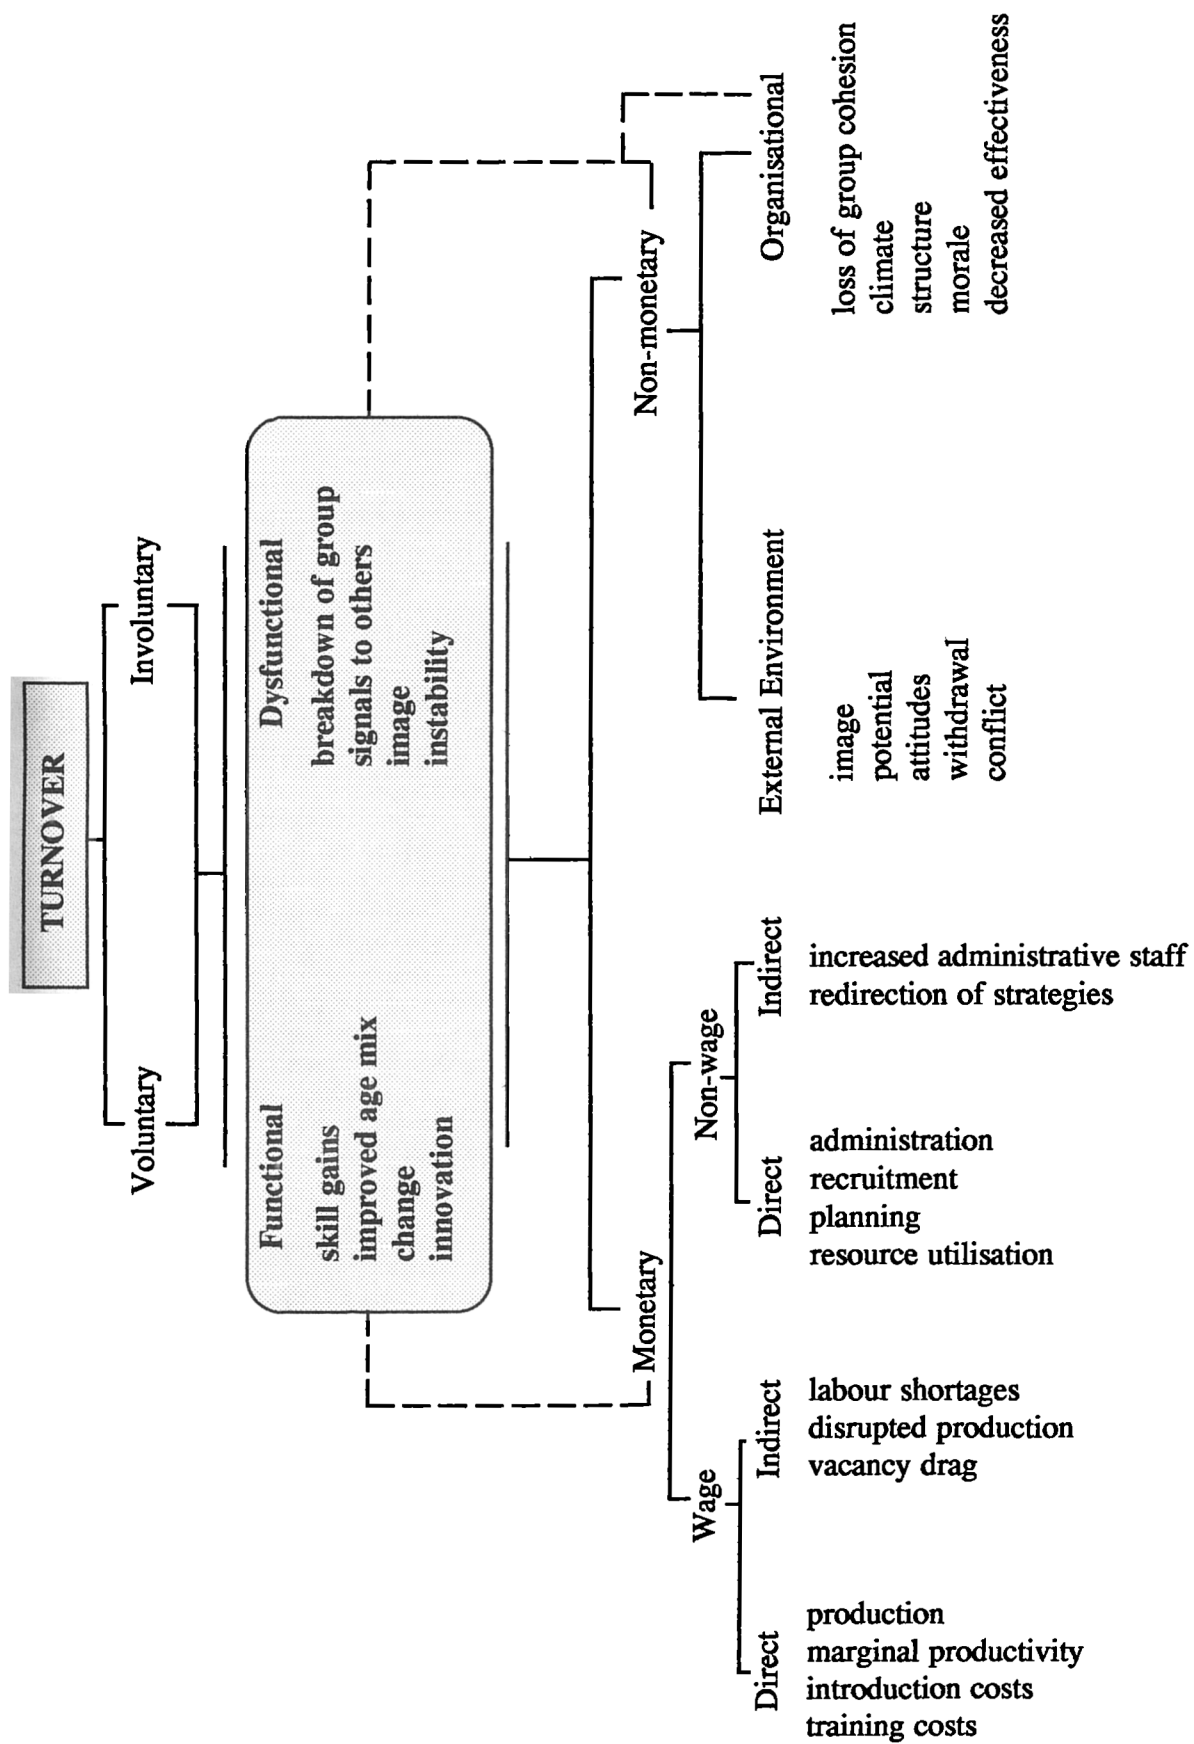 TURNOVER
Voluntary
Involuntary
Functional
skill gains
improved age mix
change
innovation
Dysfunctional
breakdown of group
signals to others
image
instability
Monetary
Non-monetary
Wage
Non-wage
Direct
production
marginal productivity
introduction costs
training costs
Indirect
labour shortages
disrupted production
vacancy drag
Direct
administration
recruitment
planning
resource utilisation
Indirect
increased administrative staff
redirection of strategies
External Environment
image
potential
attitudes
withdrawal
conflict
Organisational
loss of group cohesion
climate
structure
morale
decreased effectiveness